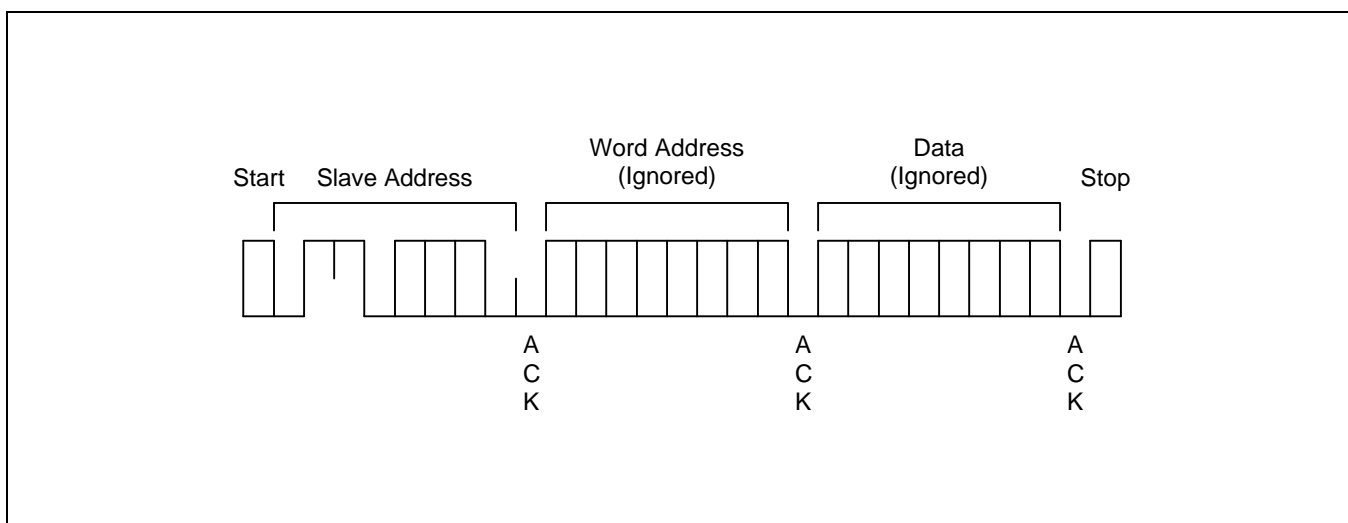 Start
Slave Address
Word Address
(Ignored)
Data
(Ignored)
Stop
A
C
K
A
C
K
A
C
K